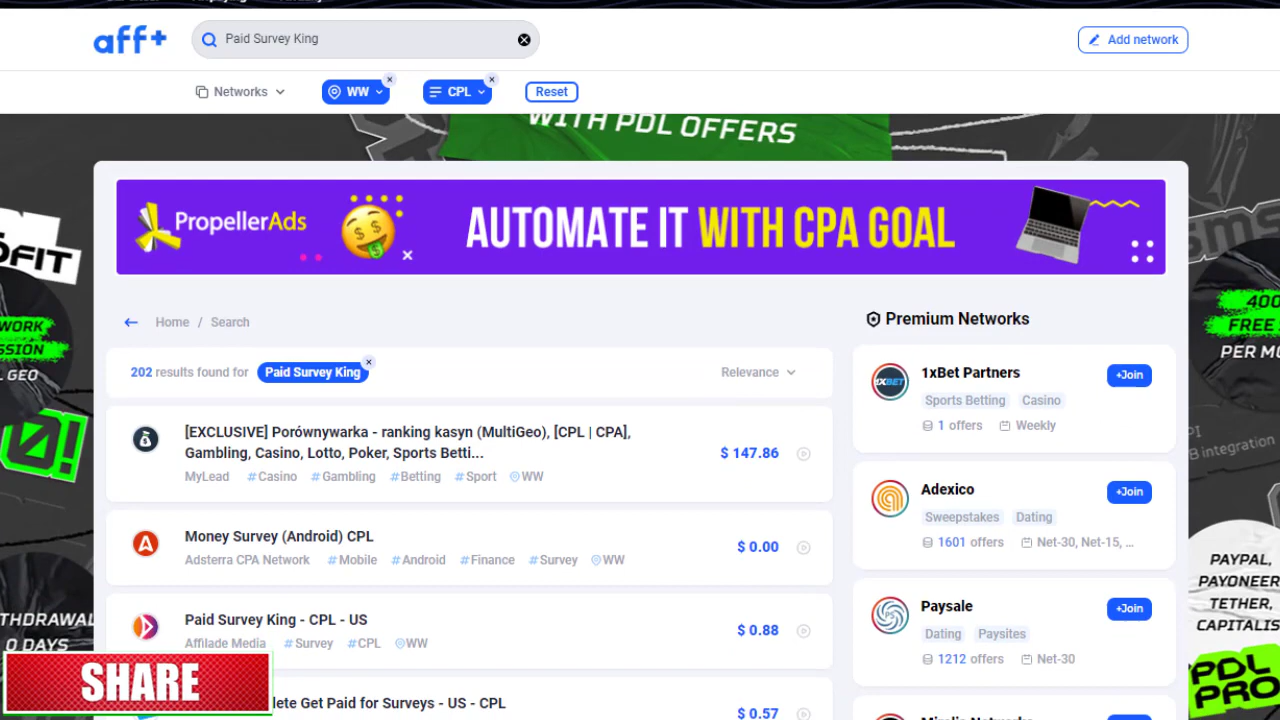 aff+
Paid Survey King
Add network
Networks
WW
CPL
Reset
WITH PDL OFFERS
PropellerAds
AUTOMATE IT WITH CPA GOAL
Home / Search
202 results found for Paid Survey King
Relevance
[EXCLUSIVE] Porównywarka - ranking kasyn (MultiGeo), [CPL | CPA],
Gambling, Casino, Lotto, Poker, Sports Betti...
$ 147.86
MyLead #Casino #Gambling #Betting #Sport WW
Money Survey (Android) CPL
$ 0.00
Adsterra CPA Network #Mobile #Android #Finance #Survey WW
Paid Survey King - CPL - US
$ 0.88
Affilade Media #Survey #CPL WW
lete Get Paid for Surveys - US - CPL
$ 0.57
Premium Networks
1XBET
1xBet Partners
+Join
Sports Betting Casino
1 offers Weekly
Adexico
+Join
Sweepstakes Dating
1601 offers Net-30, Net-15, ...
Paysale
+Join
Dating Paysites
1212 offers Net-30
OFIT
WORK
SSION
GEO
THDRAWAL
0 DAYS
SHARE
sms
400
FREE
PER MO
PI
B integration
PAYPAL,
PAYONEER
TETHER,
CAPITALIS
PDL
PRO